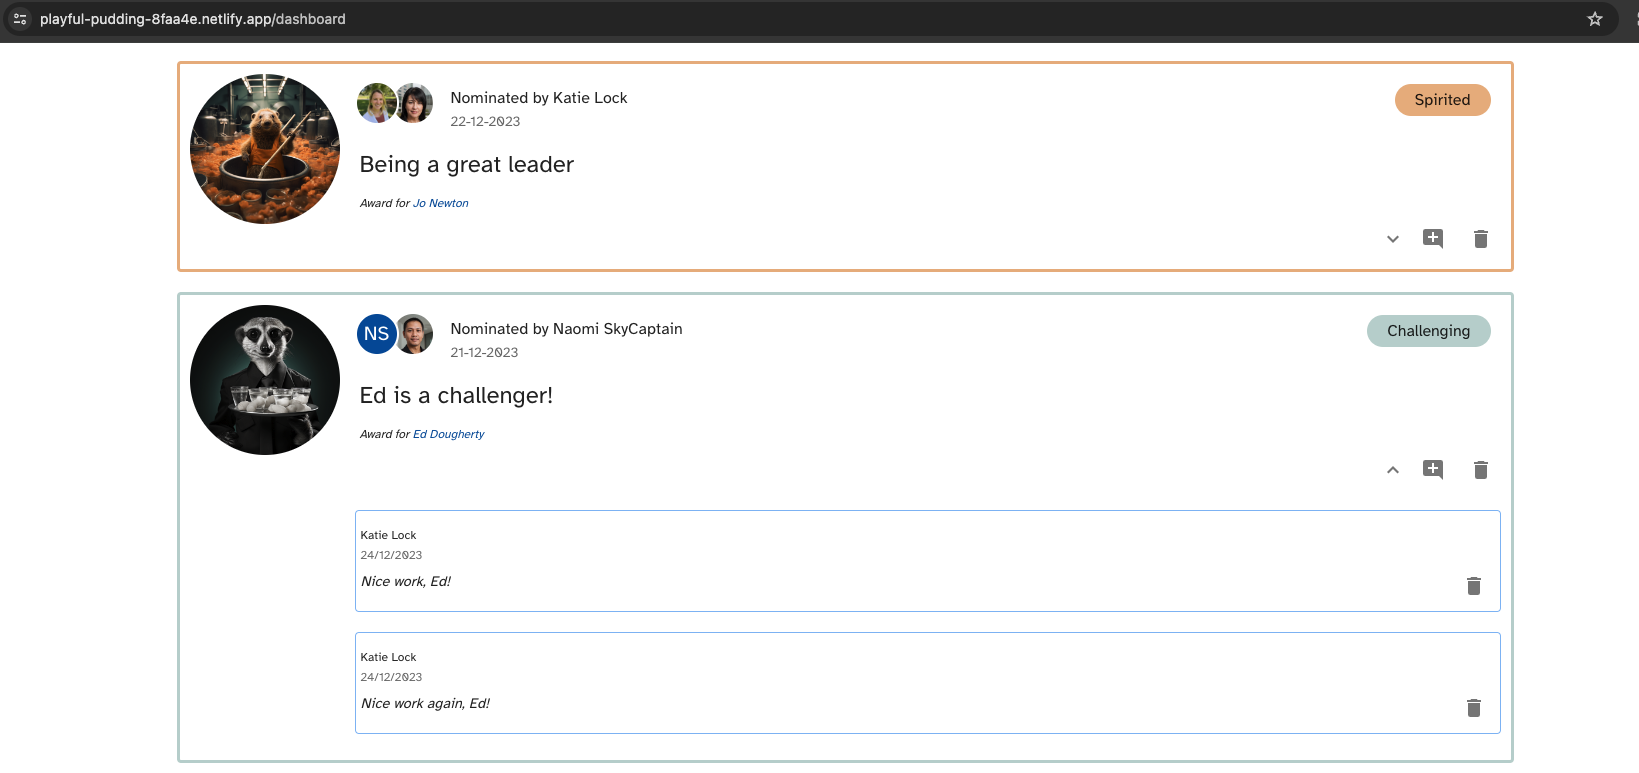 playful-pudding-8faa4e.netlify.app/dashboard
Nominated by Katie Lock
Spirited
22-12-2023
Being a great leader
Award for Jo Newton
NS
Nominated by Naomi SkyCaptain
Challenging
21-12-2023
Ed is a challenger!
Award for Ed Dougherty
Katie Lock
24/12/2023
Nice work, Ed!
Katie Lock
24/12/2023
Nice work again, Ed!